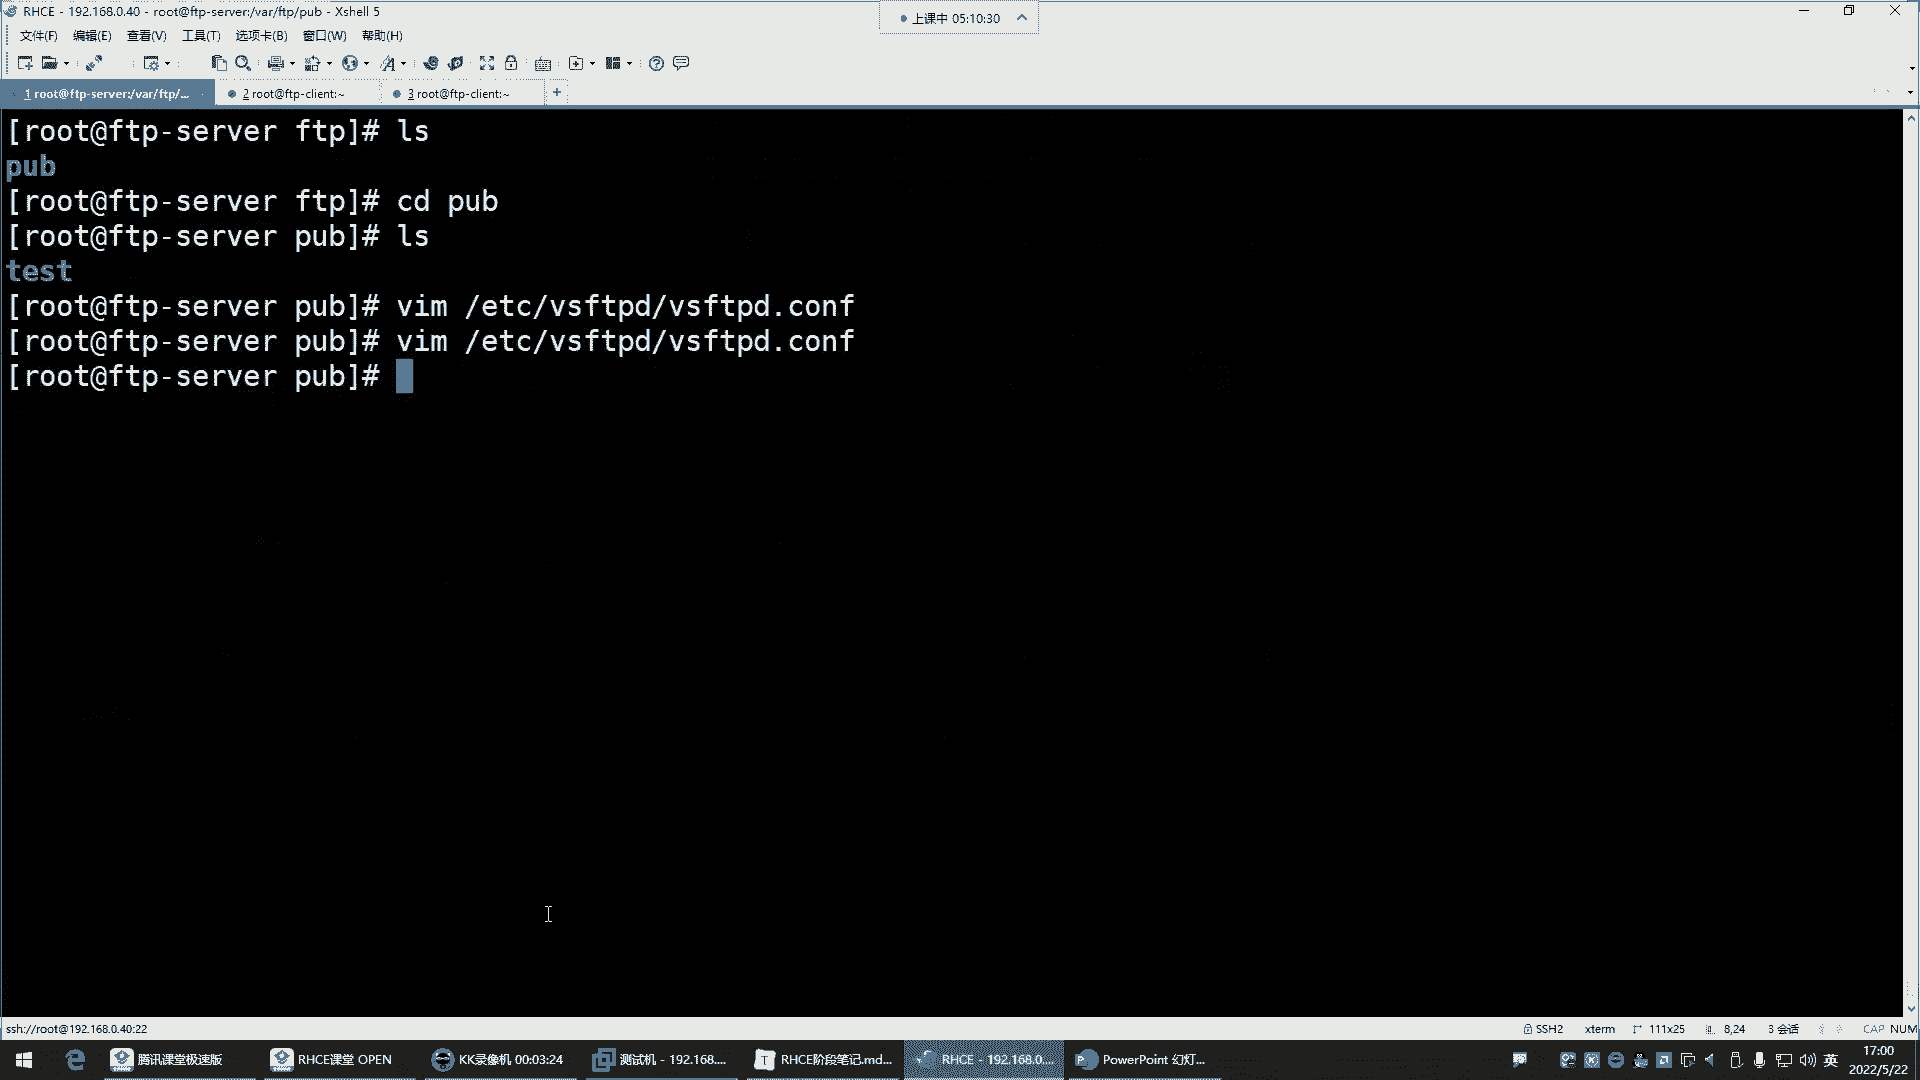 RHCE - 192.168.0.40 - root@ftp-server:/var/ftp/pub - Xshell 5
上课中 05:10:30
文件(F) 编辑(E) 查看(V) 工具(T) 选项卡(B) 窗口(W) 帮助(H)
1 root@ftp-server:/var/ftp/... 2 root@ftp-client:~ 3 root@ftp-client:~ +
[root@ftp-server ftp]# ls
pub
[root@ftp-server ftp]# cd pub
[root@ftp-server pub]# ls
test
[root@ftp-server pub]# vim /etc/vsftpd/vsftpd.conf
[root@ftp-server pub]# vim /etc/vsftpd/vsftpd.conf
[root@ftp-server pub]#
ssh://root@192.168.0.40:22 SSH2 xterm 111x25 8,24 3 会话 CAP NUM
腾讯课堂极速版 RHCE课堂 OPEN KK录像机 00:03:24 测试机 - 192.168.... RHCE阶段笔记.md... RHCE - 192.168.0.... PowerPoint 幻灯... 英 17:00
2022/5/22